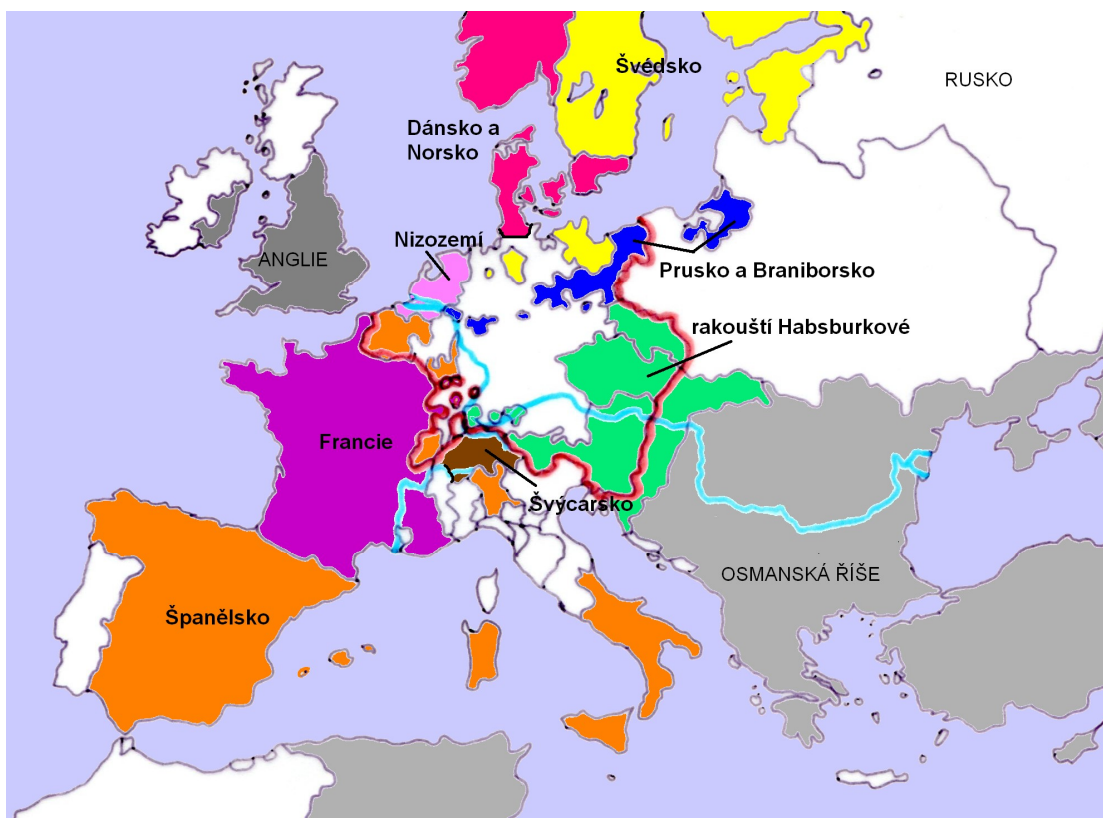 Švédsko
RUSKO
Dánsko a
Norsko
Nizozemí
ANGLIE
Prusko a Braniborsko
rakouští Habsburkové
Francie
Švýcarsko
OSMANSKÁ ŘÍŠE
Španělsko